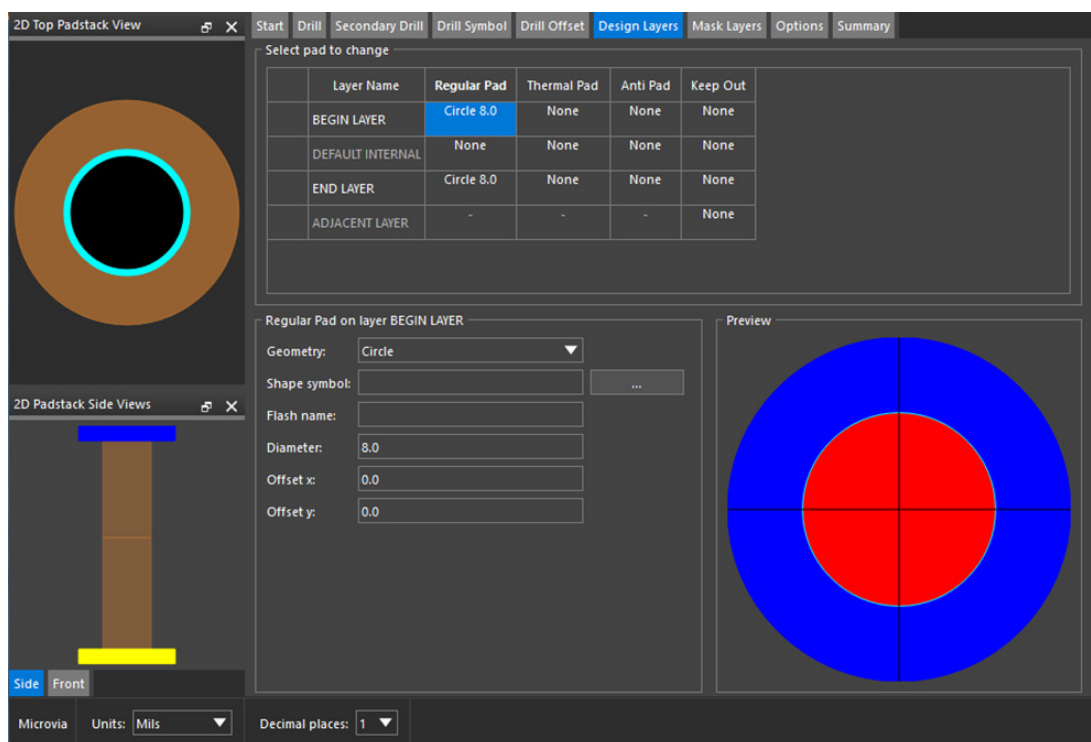 2D Top Padstack View
Start Drill Secondary Drill Drill Symbol Drill Offset Design Layers Mask Layers Options Summary
Select pad to change
Layer Name Regular Pad Thermal Pad Anti Pad Keep Out
BEGIN LAYER Circle 8.0 None None None
DEFAULT INTERNAL None None None None
END LAYER Circle 8.0 None None None
ADJACENT LAYER - - - None
Regular Pad on layer BEGIN LAYER
Geometry: Circle
Shape symbol: ...
Flash name:
Diameter: 8.0
Offset x: 0.0
Offset y: 0.0
Preview
2D Padstack Side Views
Side Front
Microvia Units: Mils Decimal places: 1